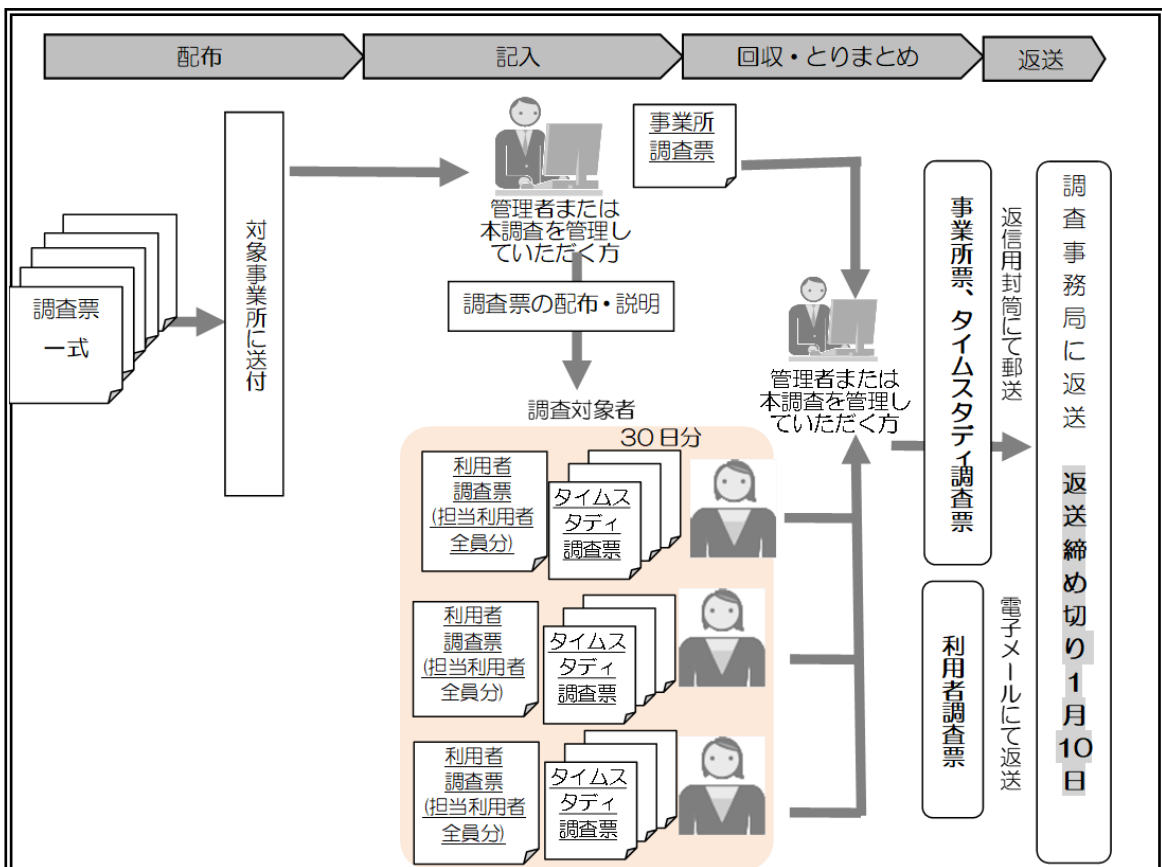 配布
記入
回収・とりまとめ
返送
調査票
一式
対象事業所に送付
管理者または
本調査を管理し
ていただく方
事業所
調査票
調査票の配布・説明
調査対象者
30日分
利用者
調査票
(担当利用者
全員分)
タイムス
タディ
調査票
利用者
調査票
(担当利用者
全員分)
タイムス
タディ
調査票
利用者
調査票
(担当利用者
全員分)
タイムス
タディ
調査票
管理者または
本調査を管理し
ていただく方
事業所票、タイムスタディ調査票
返信用封筒にて郵送
利用者調査票
電子メールにて返送
調査事務局に返送 返送締め切り1月10日